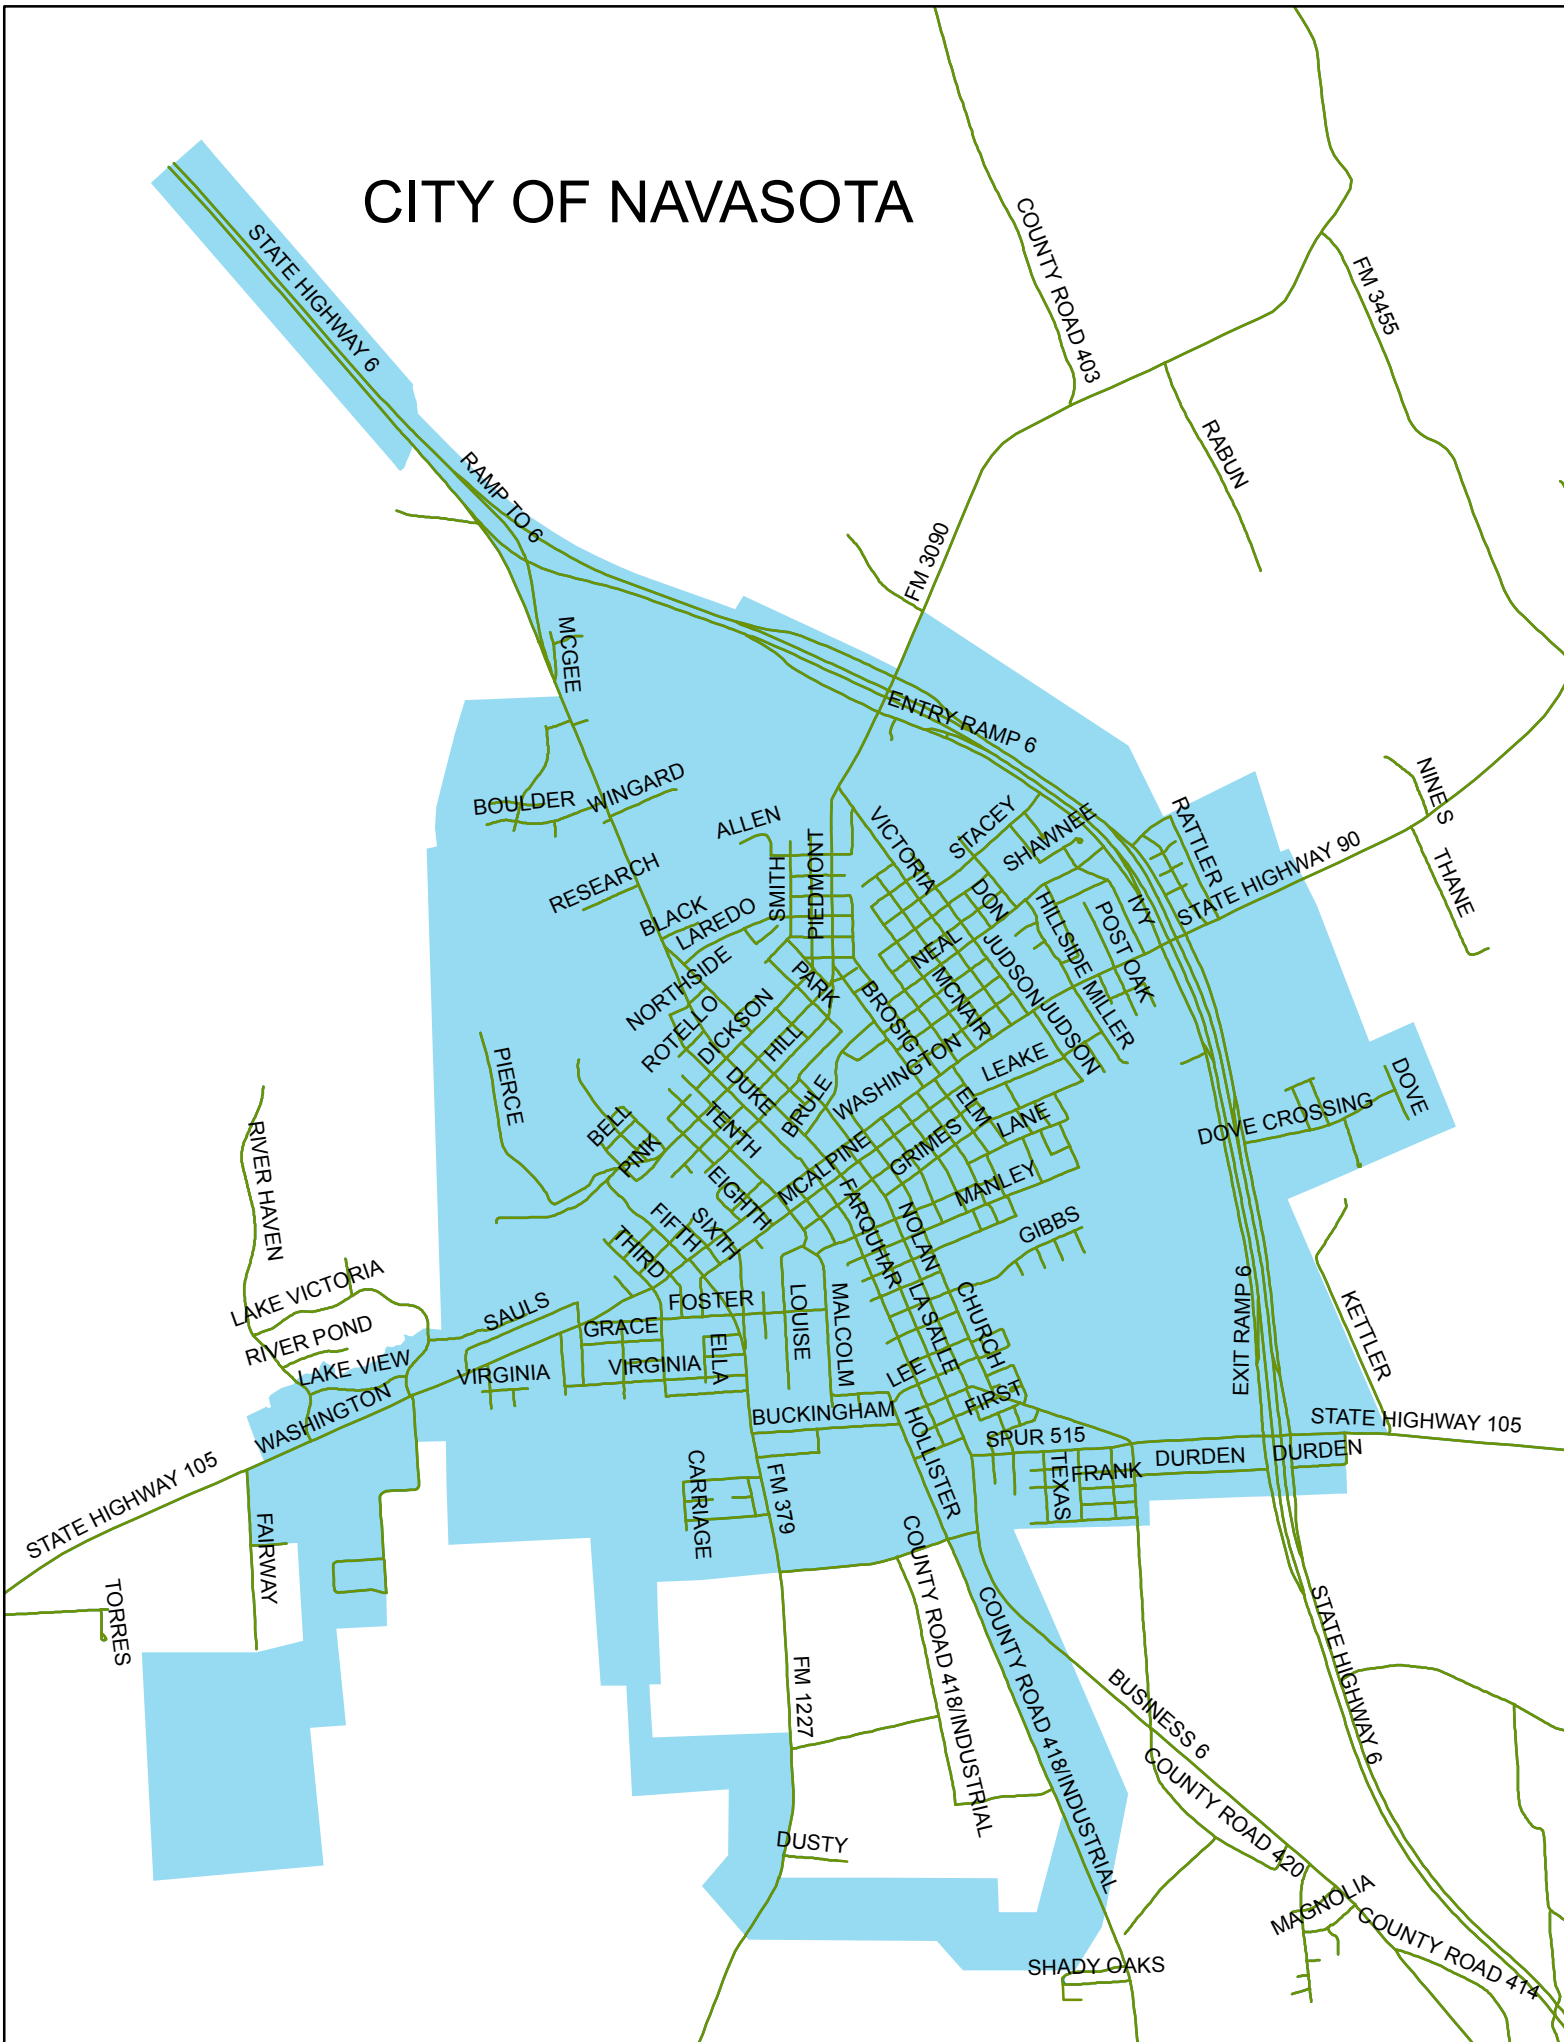 CITY OF NAVASOTA
STATE HIGHWAY 6
COUNTY ROAD 403
FM 3455
RABUN
RAMP TO 6
FM 3090
MCGEE
ENTRY RAMP 6
NINE S
BOULDER
WINGARD
ALLEN
VICTORIA
STACEY
SHAWNEE
RATTLER
STATE HIGHWAY 90
THANE
RESEARCH
SMITH
PIEDMONT
BLACK
LAREDO
DON
HILLSIDE
POST OAK
IVY
NORTHSIDE
PARK
NEAL
JUDSON
MCNAIR
BROSIG
ROTELLO
DICKSON
HILL
MILLER
JUDSON
PIERCE
DUKE
BRULE
WASHINGTON
LEAKE
ELM
LANE
DOVE
DOVE CROSSING
BELL
PINK
TENTH
MCALPINE
GRIMES
MANLEY
RIVER HAVEN
EIGHTH
SIXTH
FIFTH
THIRD
FARQUHAR
NOLAN
GIBBS
LAKE VICTORIA
SAULS
FOSTER
LOUISE
MALCOLM
LA SALLE
CHURCH
EXIT RAMP 6
KETTLER
RIVER POND
GRACE
LAKE VIEW
VIRGINIA
VIRGINIA
ELLA
LEE
FIRST
WASHINGTON
BUCKINGHAM
HOLLISTER
SPUR 515
STATE HIGHWAY 105
DURDEN
DURDEN
STATE HIGHWAY 105
CARRIAGE
FM 379
TEXAS
FRANK
FAIRWAY
TORRES
COUNTY ROAD 418/INDUSTRIAL
COUNTY ROAD 418/INDUSTRIAL
STATE HIGHWAY 6
FM 1227
BUSINESS 6
COUNTY ROAD 420
DUSTY
MAGNOLIA
COUNTY ROAD 414
SHADY OAKS